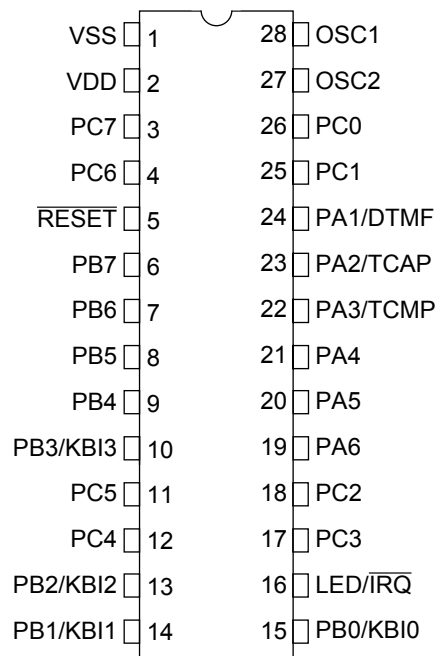 VSS 1 28 OSC1
VDD 2 27 OSC2
PC7 3 26 PC0
PC6 4 25 PC1
RESET 5 24 PA1/DTMF
PB7 6 23 PA2/TCAP
PB6 7 22 PA3/TCMP
PB5 8 21 PA4
PB4 9 20 PA5
PB3/KBI3 10 19 PA6
PC5 11 18 PC2
PC4 12 17 PC3
PB2/KBI2 13 16 LED/IRQ
PB1/KBI1 14 15 PB0/KBI0